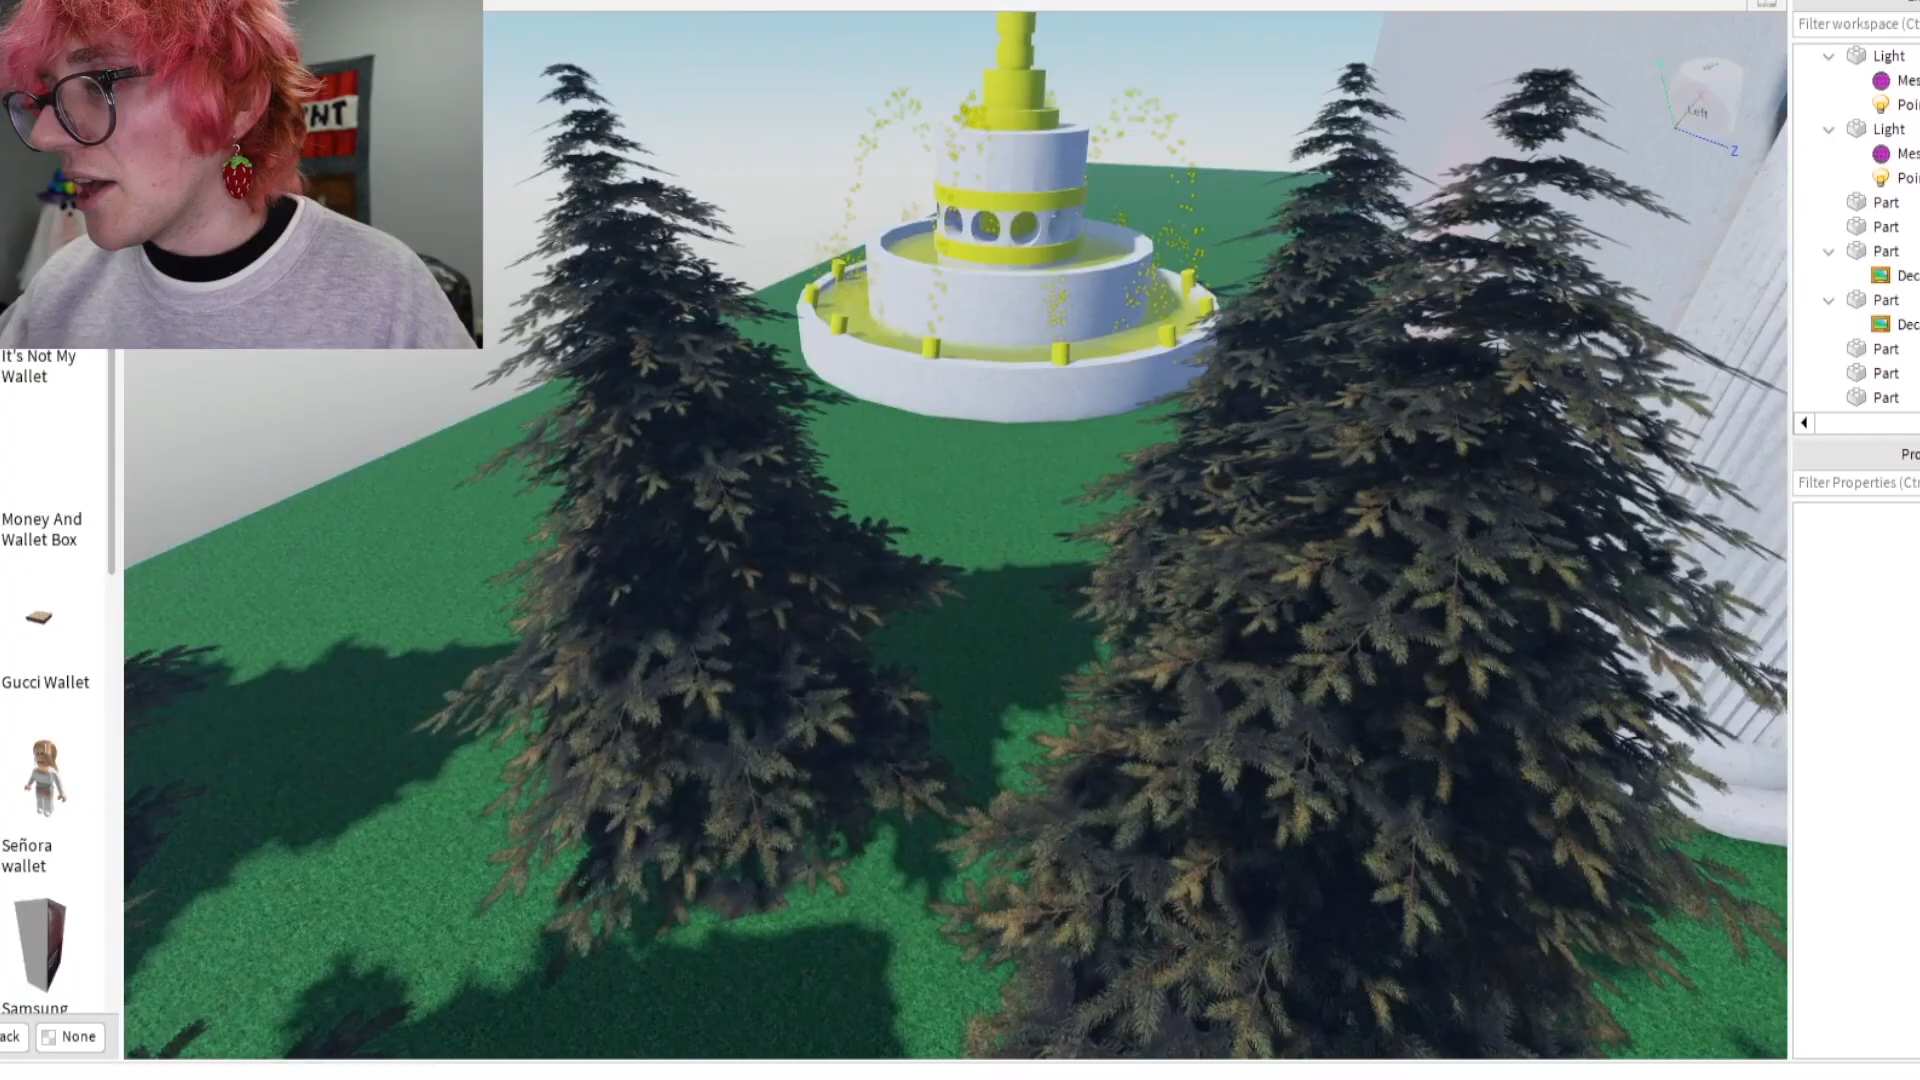 NT
It's Not My
Wallet
Money And
Wallet Box
Gucci Wallet
Señora
wallet
Samsung
ack
None
Left
Z
Filter workspace (Ct
Light
Mes
Poi
Light
Mes
Poi
Part
Part
Part
Dec
Part
Dec
Part
Part
Part
Pro
Filter Properties (Ctr